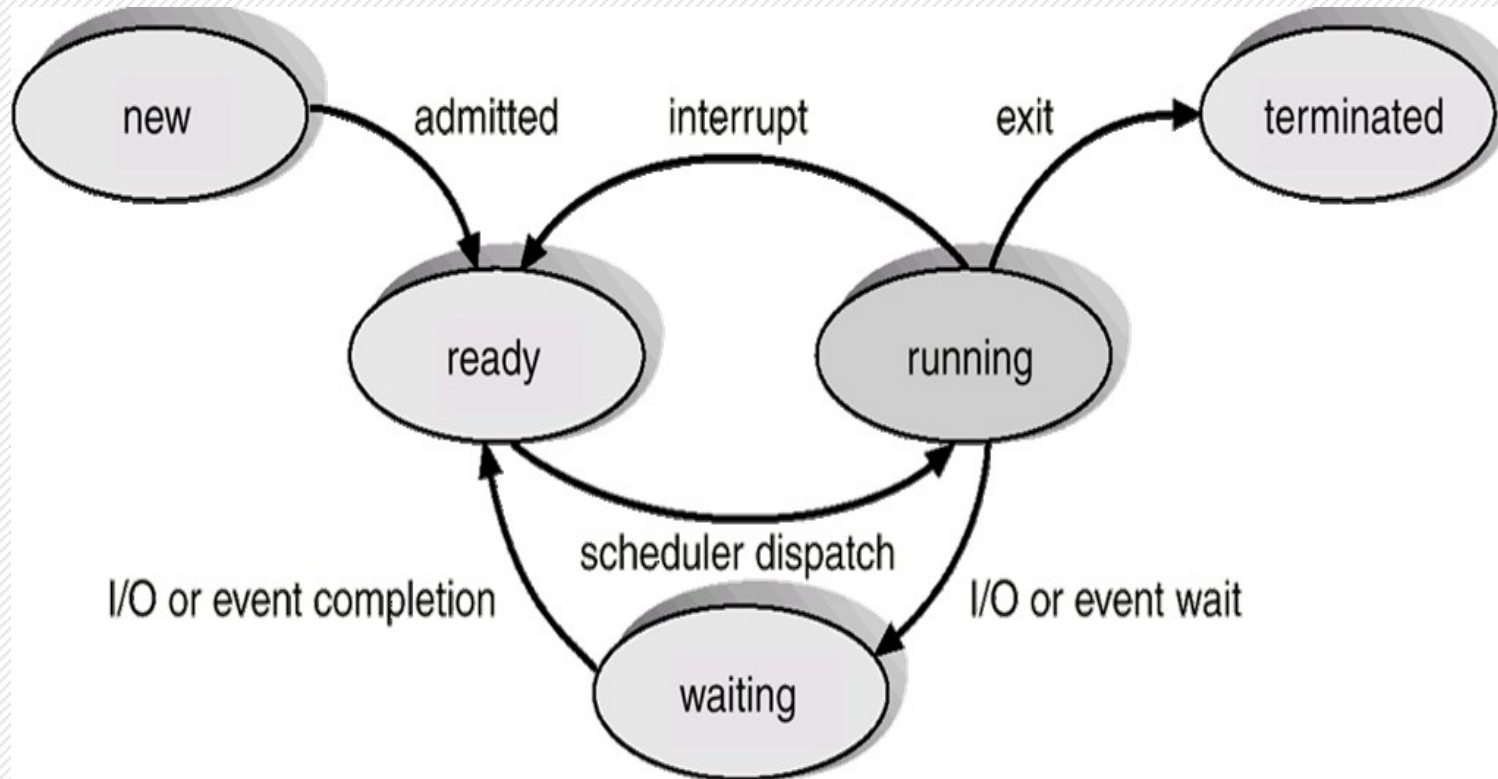 new
admitted
interrupt
exit
terminated
ready
running
scheduler dispatch
I/O or event completion
I/O or event wait
waiting